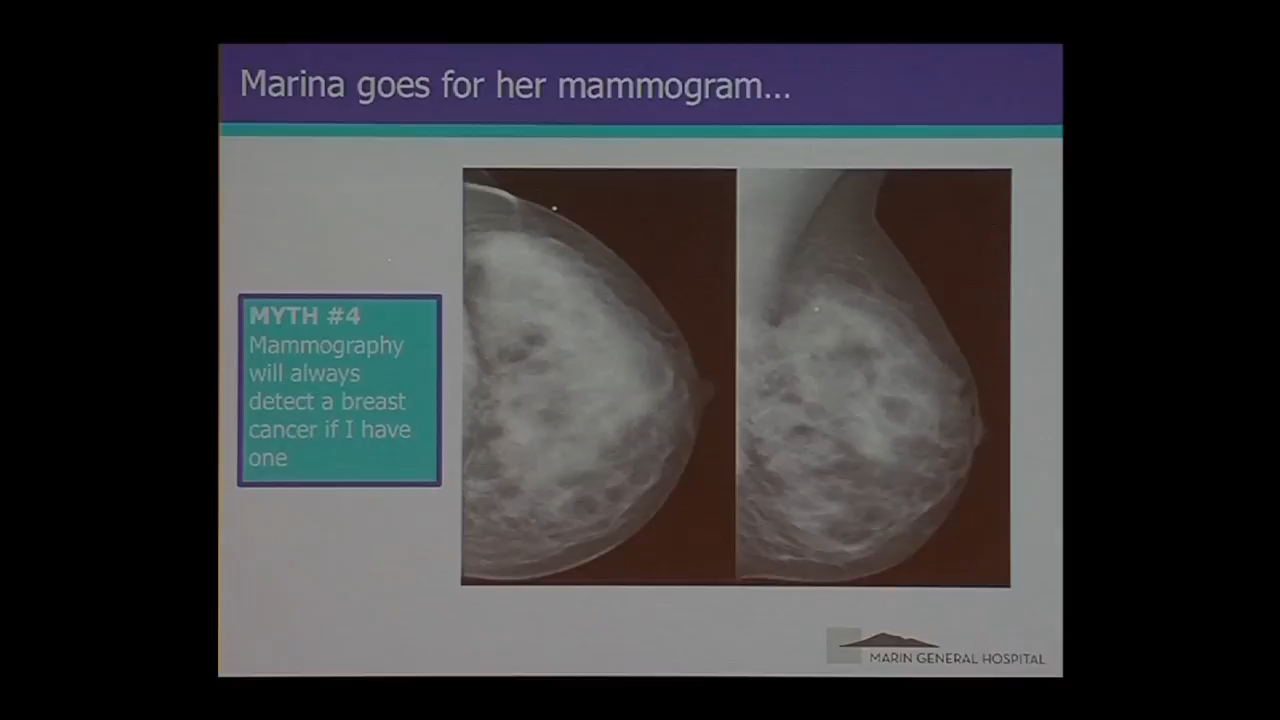 Marina goes for her mammogram...
MYTH #4
Mammography
will always
detect a breast
cancer if I have
one
MARIN GENERAL HOSPITAL